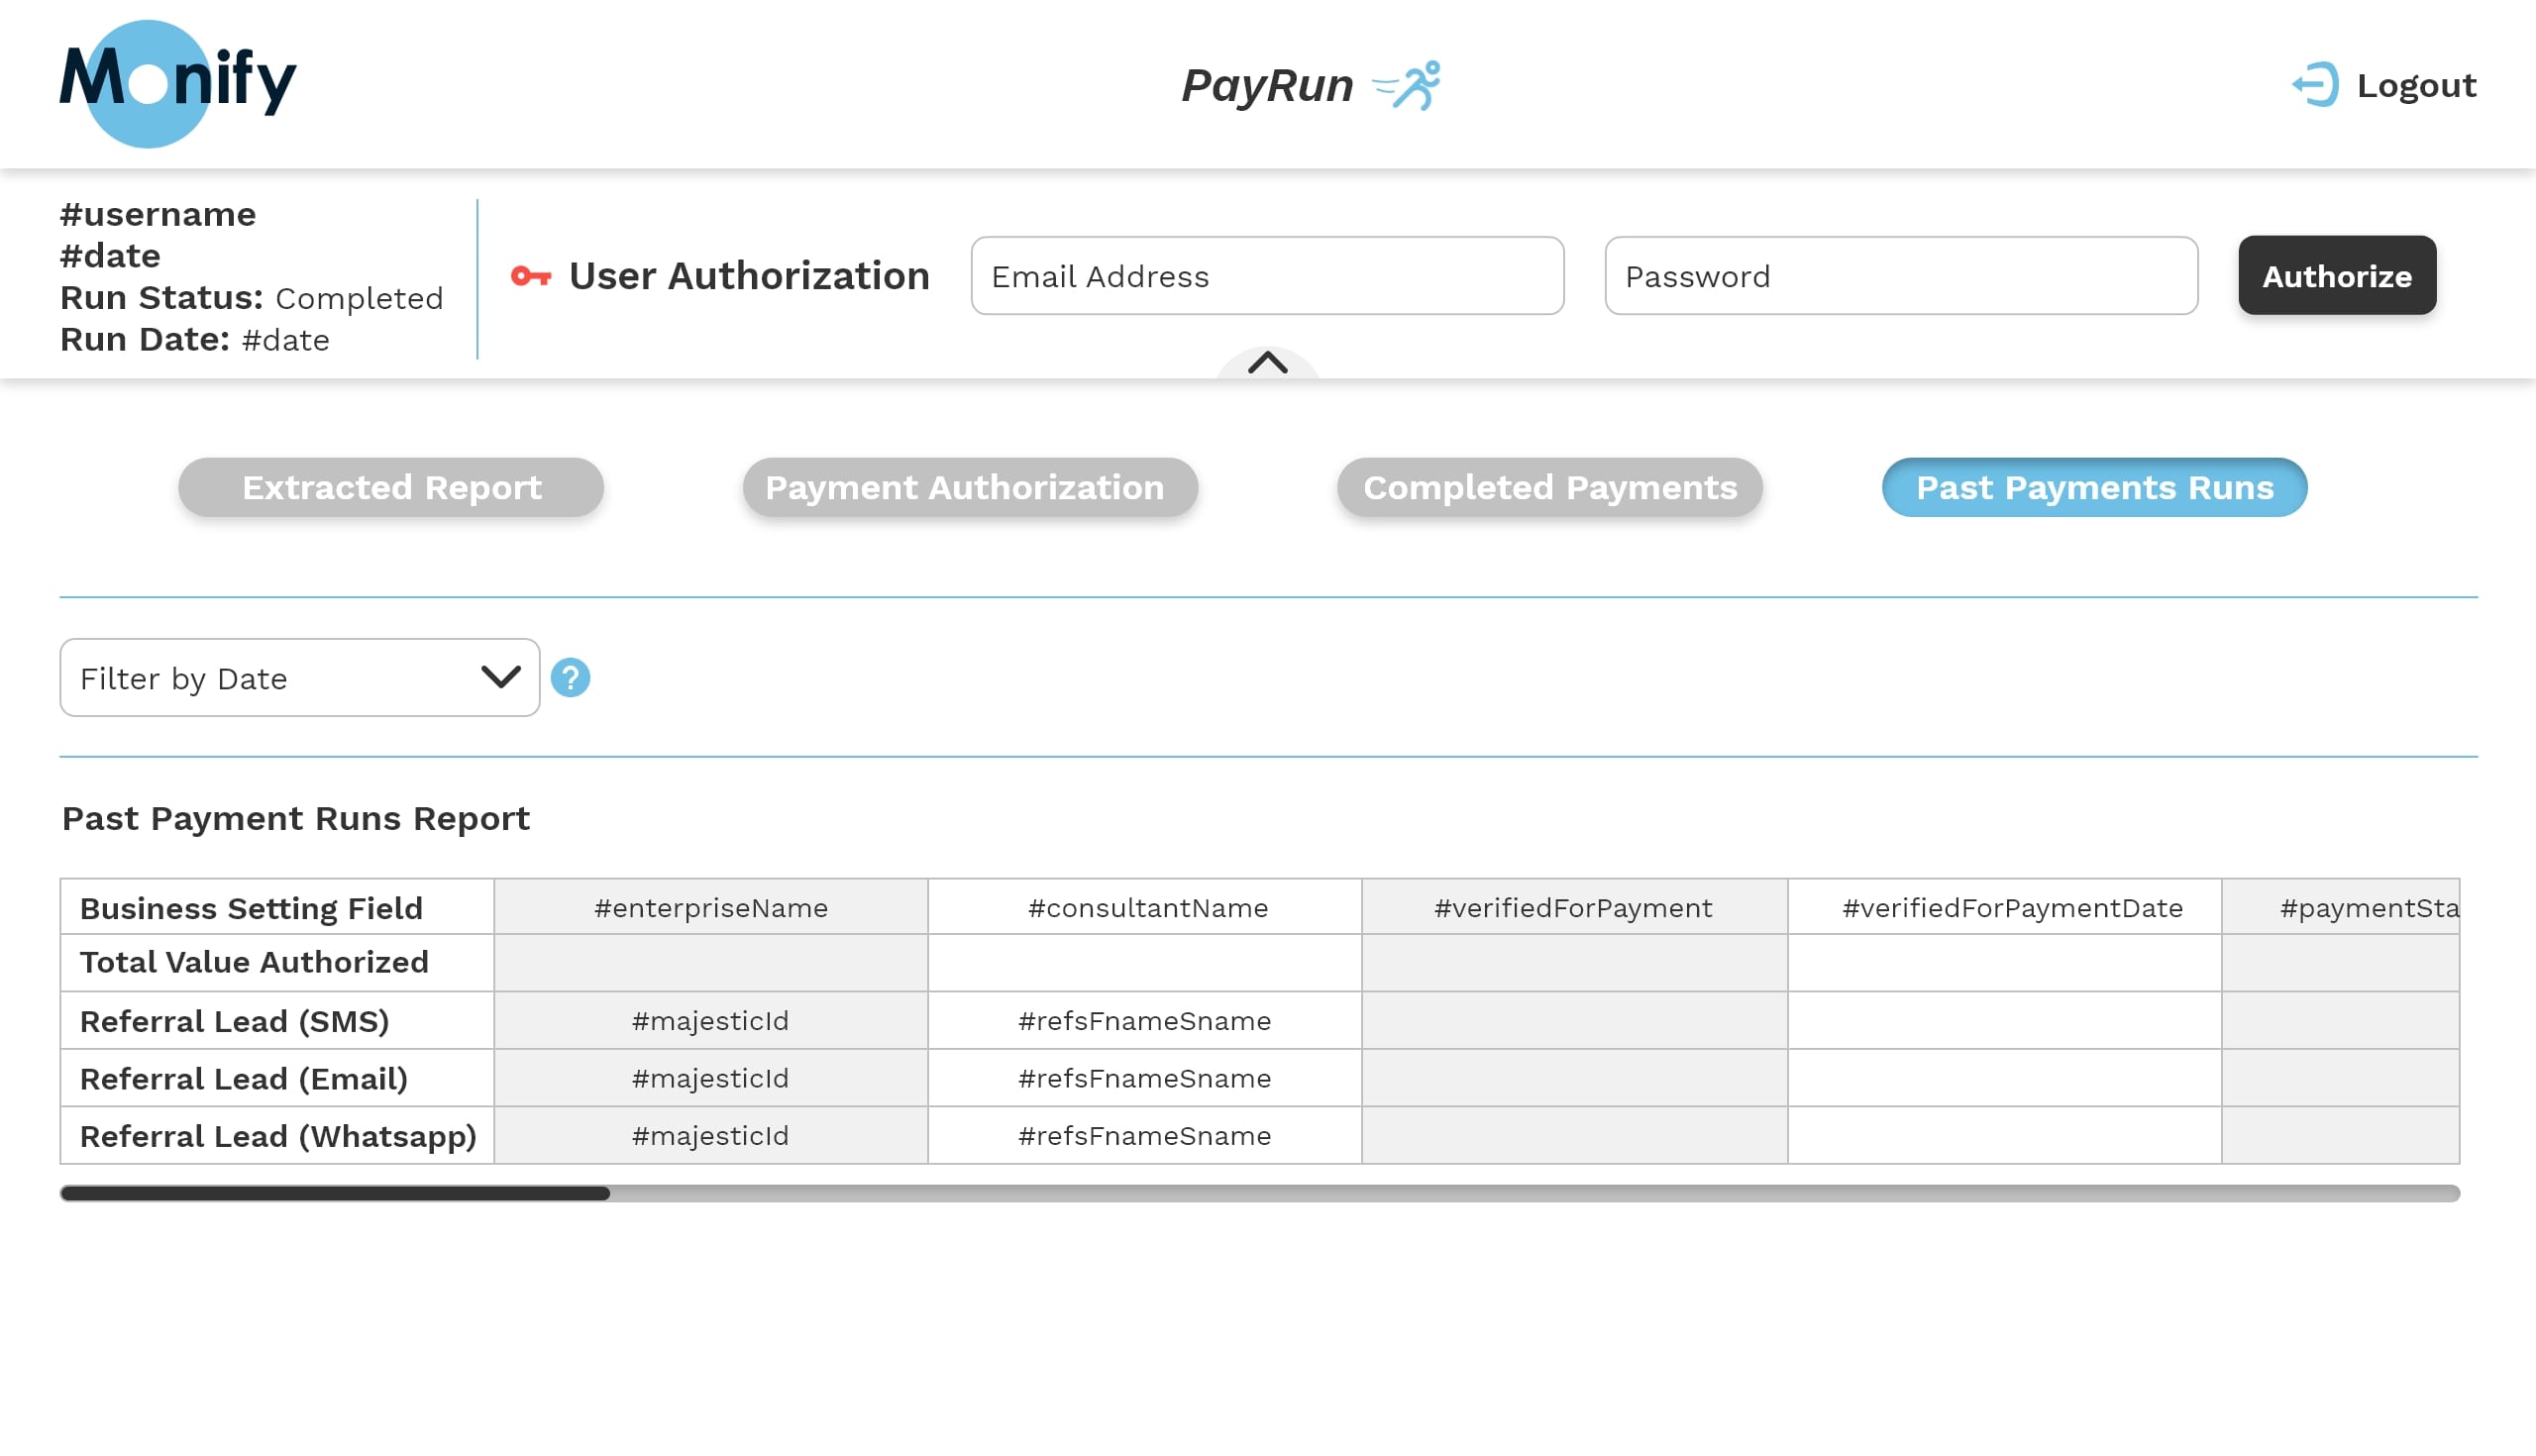 Monify
PayRun
Logout
#username
#date
Run Status: Completed
Run Date: #date
User Authorization
Email Address
Password
Authorize
Extracted Report
Payment Authorization
Completed Payments
Past Payments Runs
Filter by Date
?
Past Payment Runs Report
Business Setting Field #enterpriseName #consultantName #verifiedForPayment #verifiedForPaymentDate #paymentSta
Total Value Authorized
Referral Lead (SMS) #majesticId #refsFnameSname
Referral Lead (Email) #majesticId #refsFnameSname
Referral Lead (Whatsapp) #majesticId #refsFnameSname